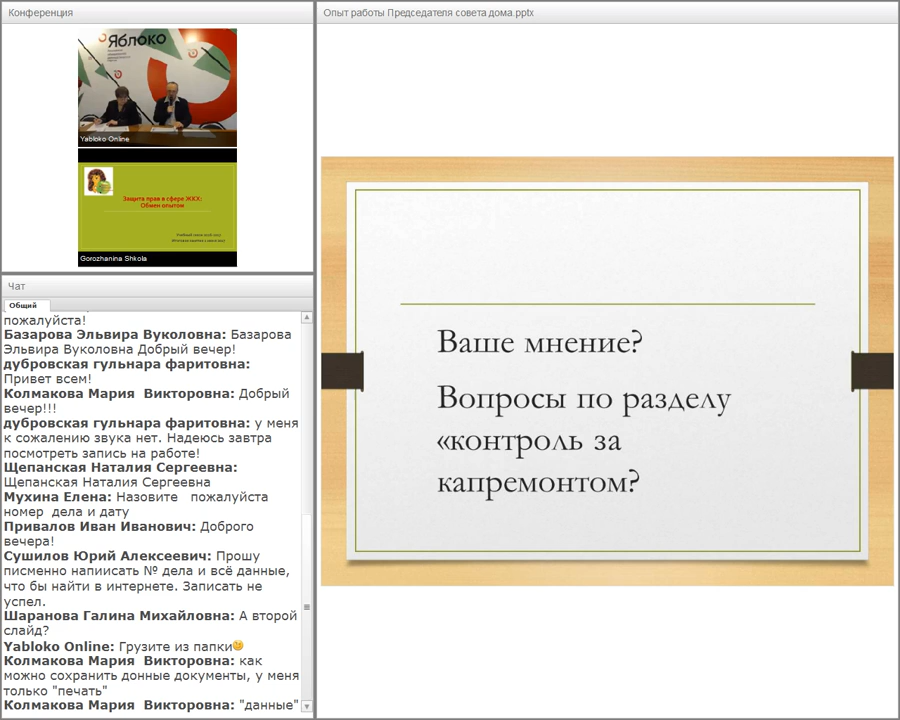 Конференция
Яблоко
Yabloko Online
Защита прав в сфере ЖКХ:
Обмен опытом
Gorozhanina Shkola
Чат
Общий
пожалуйста!
Базарова Эльвира Вуколовна: Базарова
Эльвира Вуколовна Добрый вечер!
дубровская гульнара фаритовна:
Привет всем!
Колмакова Мария Викторовна: Добрый
вечер!!!
дубровская гульнара фаритовна: у меня
к сожалению звука нет. Надеюсь завтра
посмотреть запись на работе!
Щепанская Наталия Сергеевна:
Щепанская Наталия Сергеевна
Мухина Елена: Назовите пожалуйста
номер дела и дату
Привалов Иван Иванович: Доброго
вечера!
Сушилов Юрий Алексеевич: Прошу
писменно напиисать № дела и всё данные,
что бы найти в интернете. Записать не
успел.
Шаранова Галина Михайловна: А второй
слайд?
Yabloko Online: Грузите из папки
Колмакова Мария Викторовна: как
можно сохранить донные документы, у меня
только "печать"
Колмакова Мария Викторовна: "данные"
Опыт работы Председателя совета дома.pptx
Ваше мнение?
Вопросы по разделу
«контроль за
капремонтом?